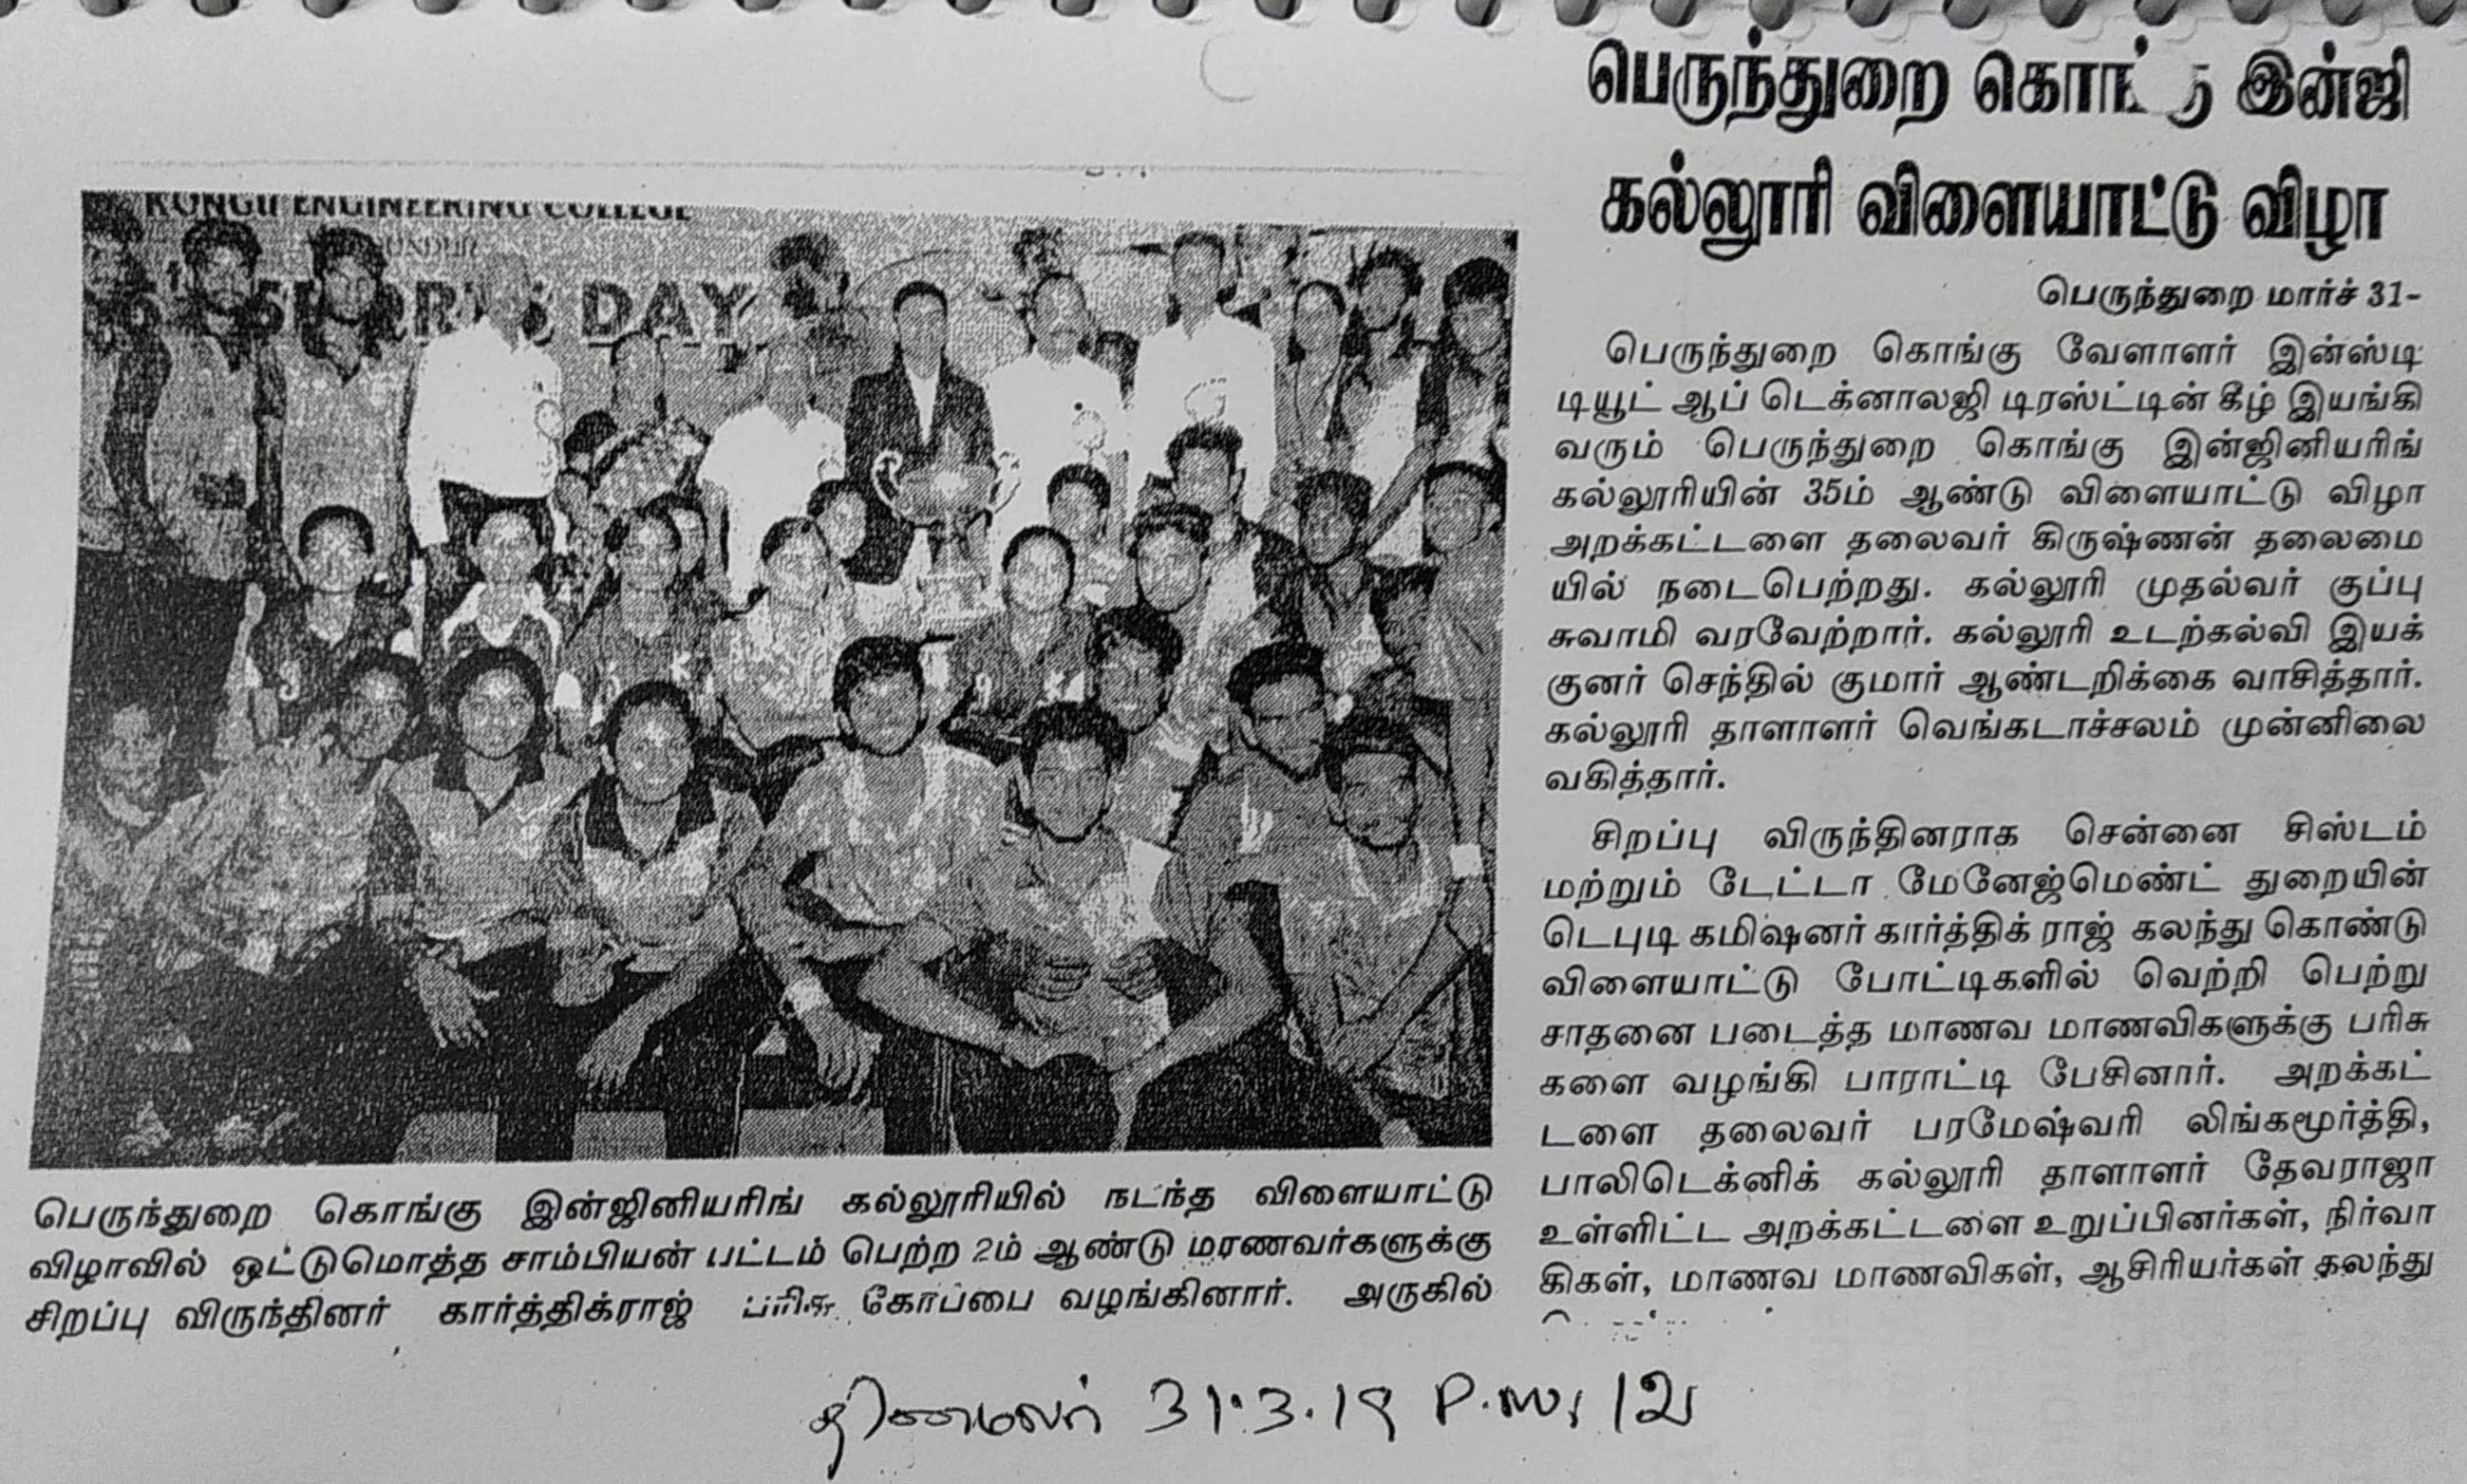 பெருந்துறை கொங்கு இன்ஜி
கல்லூரி விளையாட்டு விழா
பெருந்துறை மார்ச் 31-
பெருந்துறை கொங்கு வேளாளர் இன்ஸ்டி
டியூட் ஆப் டெக்னாலஜி டிரஸ்ட்டின் கீழ் இயங்கி
வரும் பெருந்துறை கொங்கு இன்ஜினியரிங்
கல்லூரியின் 35ம் ஆண்டு விளையாட்டு விழா
அறக்கட்டளை தலைவர் கிருஷ்ணன் தலைமை
யில் நடைபெற்றது. கல்லூரி முதல்வர் குப்பு
சுவாமி வரவேற்றார். கல்லூரி உடற்கல்வி இயக்
குனர் செந்தில் குமார் ஆண்டறிக்கை வாசித்தார்.
கல்லூரி தாளாளர் வெங்கடாச்சலம் முன்னிலை
வகித்தார்.
சிறப்பு விருந்தினராக சென்னை சிஸ்டம்
மற்றும் டேட்டா மேனேஜ்மெண்ட் துறையின்
டெபுடி கமிஷனர் கார்த்திக் ராஜ் கலந்து கொண்டு
விளையாட்டு போட்டிகளில் வெற்றி பெற்று
சாதனை படைத்த மாணவ மாணவிகளுக்கு பரிசு
களை வழங்கி பாராட்டி பேசினார். அறக்கட்
டளை தலைவர் பரமேஷ்வரி லிங்கமூர்த்தி,
பாலிடெக்னிக் கல்லூரி தாளாளர் தேவராஜா
உள்ளிட்ட அறக்கட்டளை உறுப்பினர்கள், நிர்வா
கிகள், மாணவ மாணவிகள், ஆசிரியர்கள் கலந்து
KONGU ENGINEERING COLLEGE
SPORTS DAY
பெருந்துறை கொங்கு இன்ஜினியரிங் கல்லூரியில் நடந்த விளையாட்டு
விழாவில் ஒட்டுமொத்த சாம்பியன் பட்டம் பெற்ற 2ம் ஆண்டு மாணவர்களுக்கு
சிறப்பு விருந்தினர் கார்த்திக்ராஜ் பரிசு கோப்பை வழங்கினார். அருகில்
தினமலர் 31.3.19